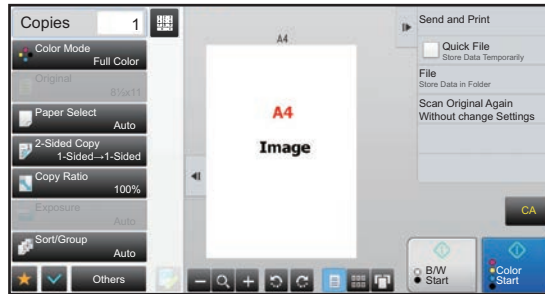 Copies 1
Color Mode
Full Color
Original
8½x11
Paper Select
Auto
2-Sided Copy
1-Sided→1-Sided
Copy Ratio
100%
Exposure
Auto
Sort/Group
Auto
Others
A4
A4
Image
Send and Print
Quick File
Store Data Temporarily
File
Store Data in Folder
Scan Original Again
Without change Settings
CA
B/W
Start
Color
Start